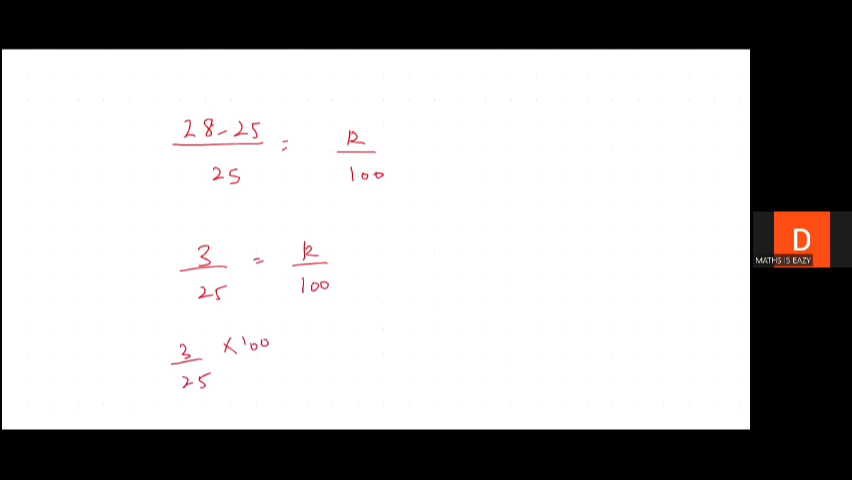 28-25 = R
25 100
3 = R
25 100
3 × 100
25
D
MATHS IS EAZY